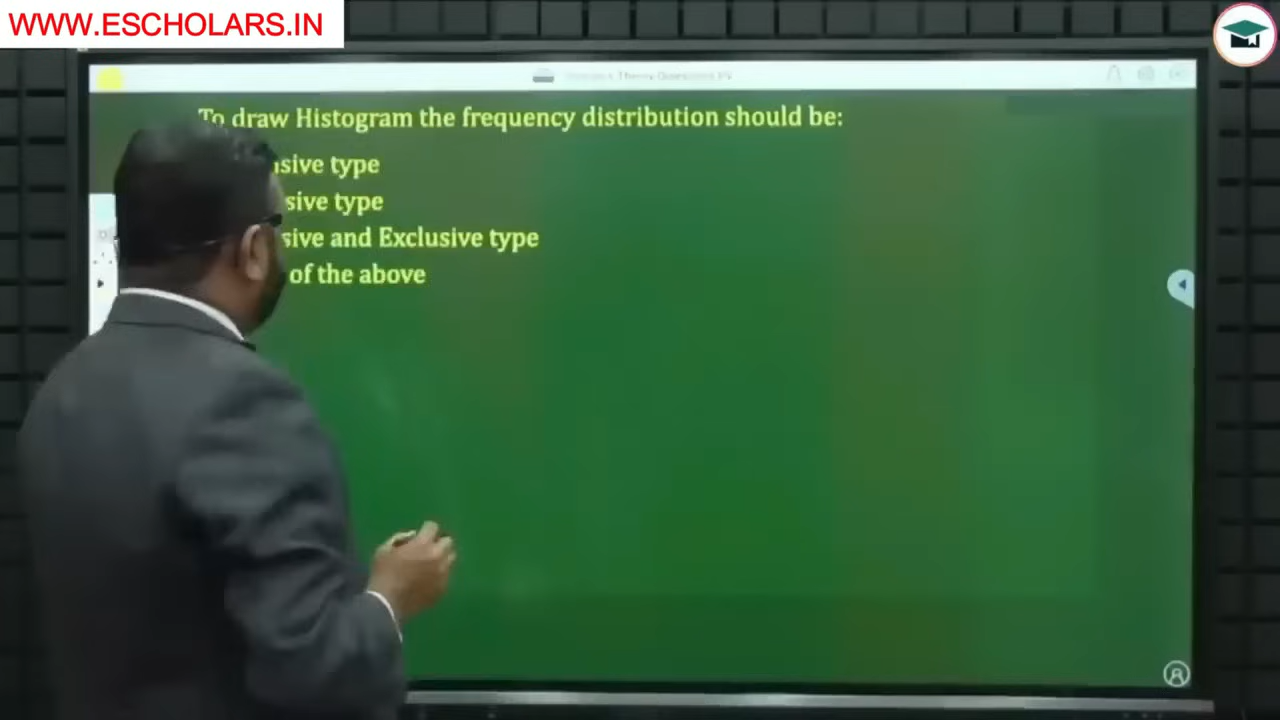 WWW.ESCHOLARS.IN
To draw Histogram the frequency distribution should be:
sive type
sive type
sive and Exclusive type
of the above